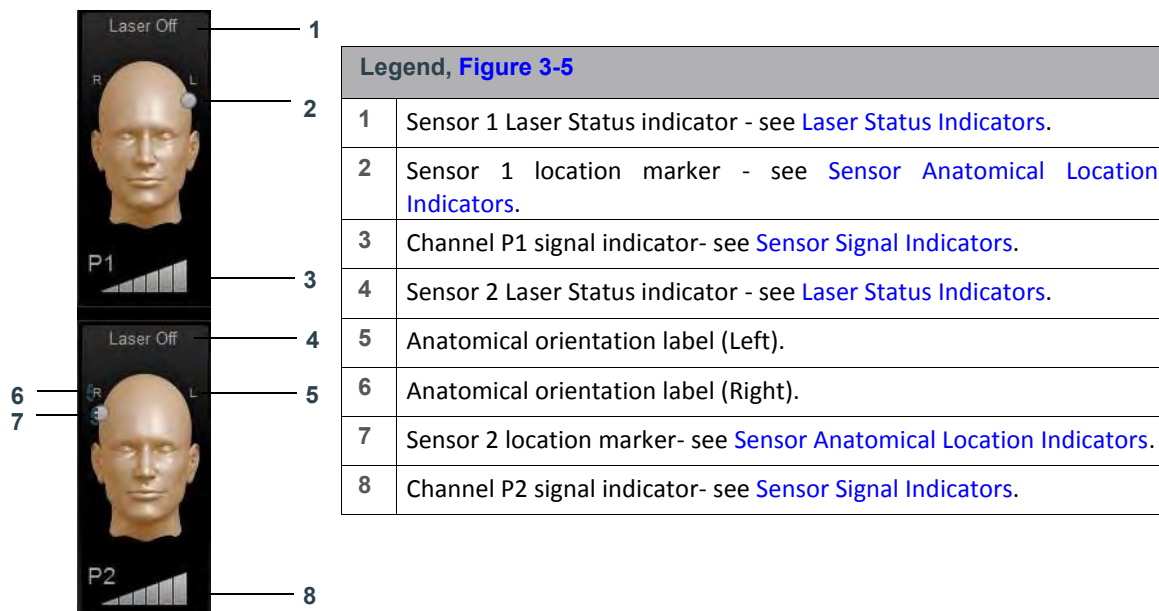 Laser Off
1
R
L
2
P1
3
Laser Off
4
6
R
L
5
7
P2
8
Legend, Figure 3-5
1 Sensor 1 Laser Status indicator - see Laser Status Indicators.
2 Sensor 1 location marker - see Sensor Anatomical Location
Indicators.
3 Channel P1 signal indicator- see Sensor Signal Indicators.
4 Sensor 2 Laser Status indicator - see Laser Status Indicators.
5 Anatomical orientation label (Left).
6 Anatomical orientation label (Right).
7 Sensor 2 location marker- see Sensor Anatomical Location Indicators.
8 Channel P2 signal indicator- see Sensor Signal Indicators.